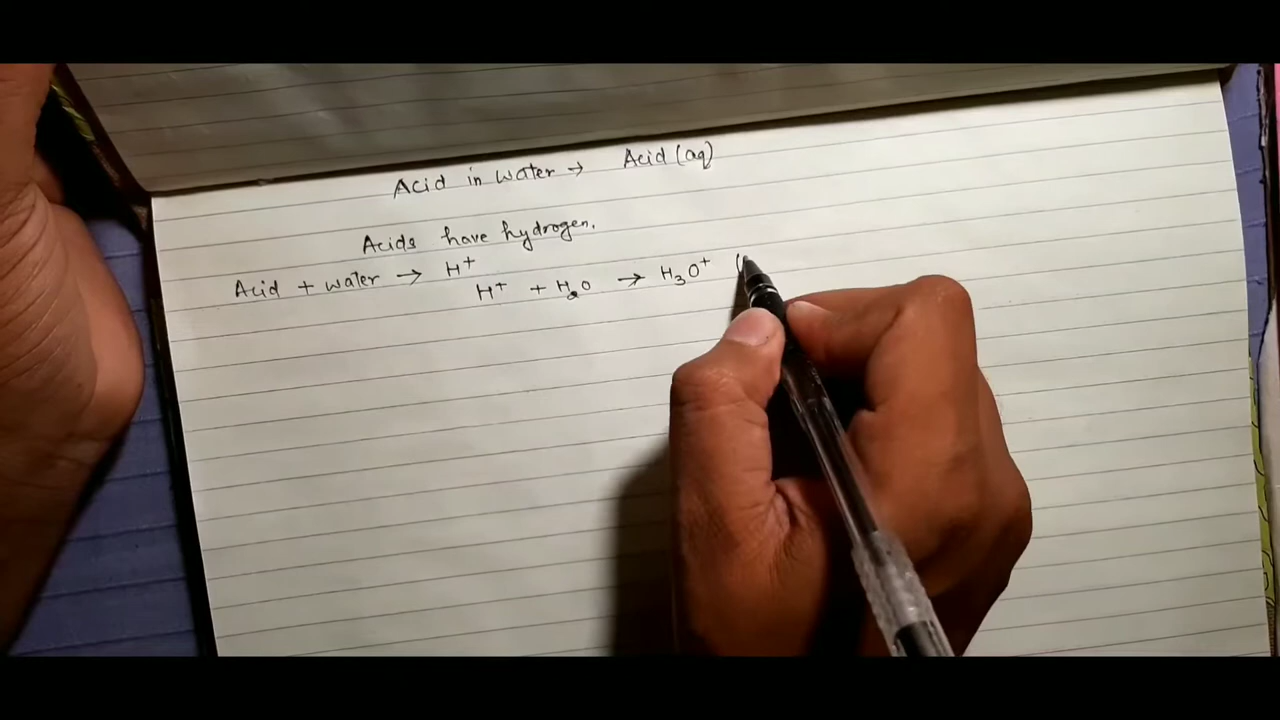 Acid in water → Acid (aq)
Acids have hydrogen.
Acid + water → H⁺
H⁺ + H₂O → H₃O⁺ (